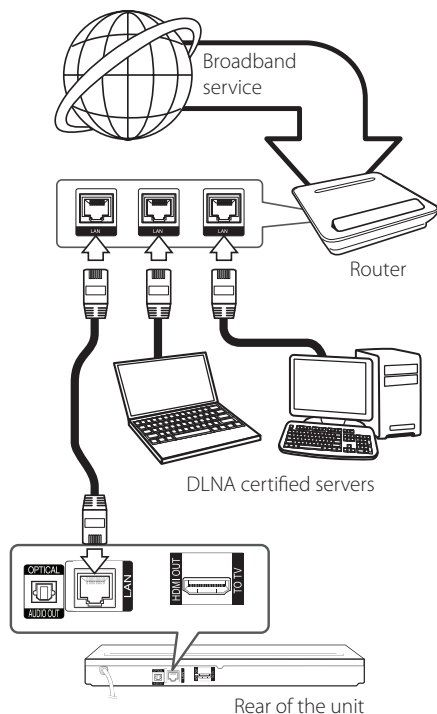 Broadband
service
LAN
LAN
LAN
Router
DLNA certified servers
OPTICAL
AUDIO OUT
LAN
HDMI OUT
TO TV
Rear of the unit